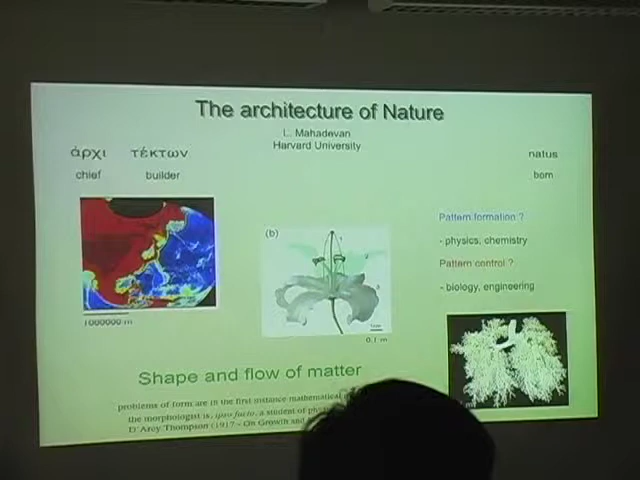 The architecture of Nature
L. Mahadevan
Harvard University
άρχι τέκτων
chief builder
natus
born
(b)
Pattern formation ?
- physics, chemistry
Pattern control ?
- biology, engineering
1000000 m
0.1 m
Shape and flow of matter
problems of form are in the first instance mathematical
the morphologist is, ipso facto, a student of
D'Arcy Thompson (1917 - On Growth and